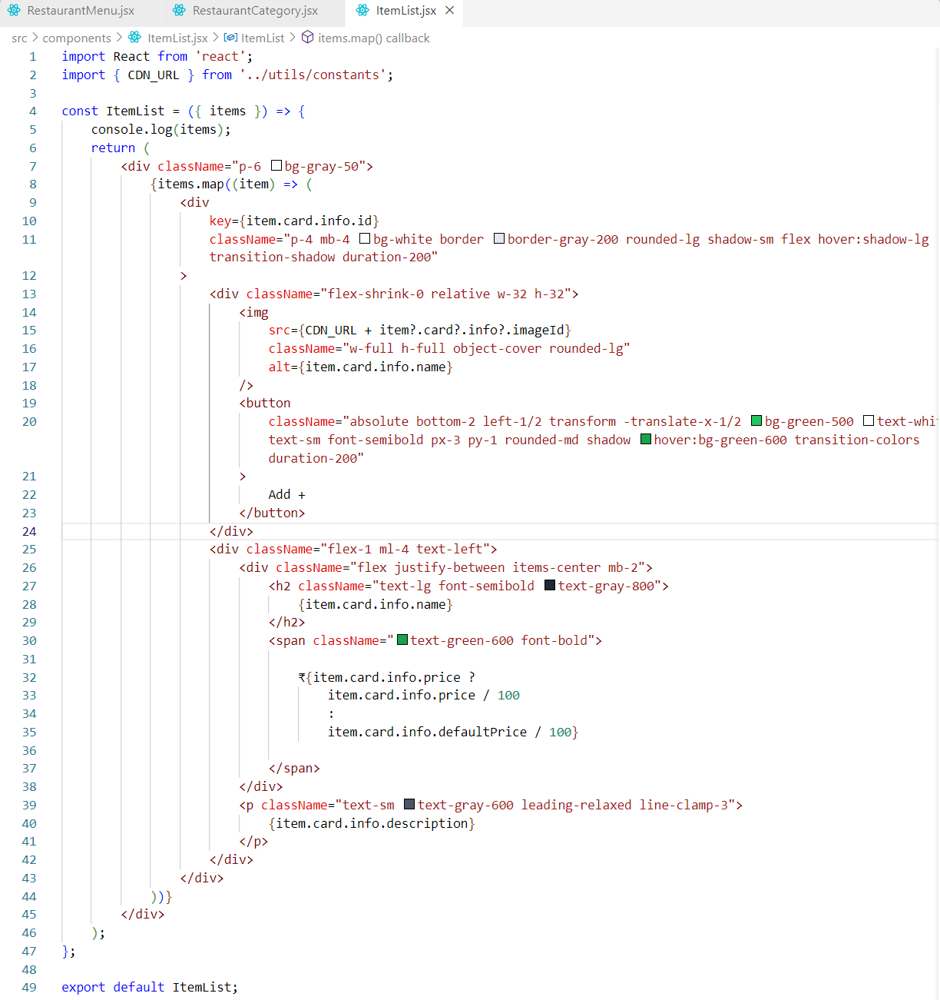 RestaurantMenu.jsx RestaurantCategory.jsx ItemList.jsx
src > components > ItemList.jsx > ItemList > items.map() callback
1 import React from 'react';
2 import { CDN_URL } from '../utils/constants';
3
4 const ItemList = ({ items }) => {
5 console.log(items);
6 return (
7 <div className="p-6 bg-gray-50">
8 {items.map((item) => (
9 <div
10 key={item.card.info.id}
11 className="p-4 mb-4 bg-white border border-gray-200 rounded-lg shadow-sm flex hover:shadow-lg
transition-shadow duration-200"
12 >
13 <div className="flex-shrink-0 relative w-32 h-32">
14 <img
15 src={CDN_URL + item?.card?.info?.imageId}
16 className="w-full h-full object-cover rounded-lg"
17 alt={item.card.info.name}
18 />
19 <button
20 className="absolute bottom-2 left-1/2 transform -translate-x-1/2 bg-green-500 text-whi
text-sm font-semibold px-3 py-1 rounded-md shadow hover:bg-green-600 transition-colors
duration-200"
21 >
22 Add +
23 </button>
24 </div>
25 <div className="flex-1 ml-4 text-left">
26 <div className="flex justify-between items-center mb-2">
27 <h2 className="text-lg font-semibold text-gray-800">
28 {item.card.info.name}
29 </h2>
30 <span className="text-green-600 font-bold">
31
32 ₹{item.card.info.price ?
33 item.card.info.price / 100
34 :
35 item.card.info.defaultPrice / 100}
36
37 </span>
38 </div>
39 <p className="text-sm text-gray-600 leading-relaxed line-clamp-3">
40 {item.card.info.description}
41 </p>
42 </div>
43 </div>
44 ))}
45 </div>
46 );
47 };
48
49 export default ItemList;